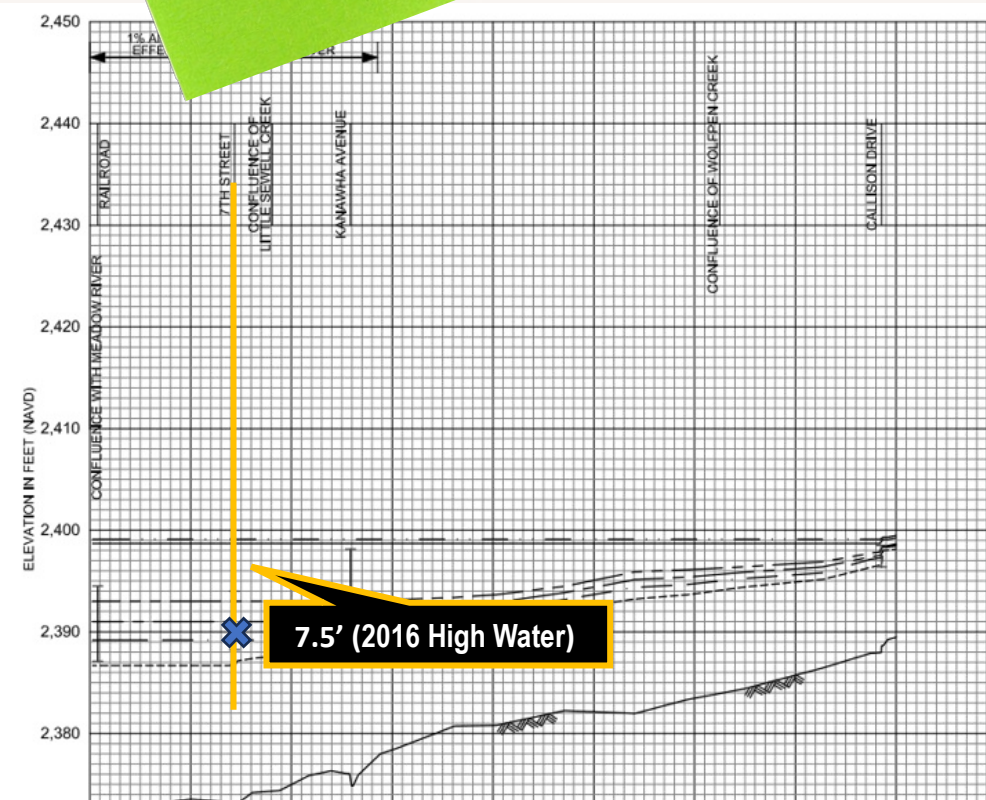 2,450
1%
EFFE
2,440
RAILROAD
7TH STREET
CONFLUENCE OF
LITTLE SEWELL CREEK
KANAWHA AVENUE
CONFLUENCE OF WOLFPEN CREEK
CALLISON DRIVE
2,430
CONFLUENCE WITH MEADOW RIVER
2,420
ELEVATION IN FEET (NAVD)
2,410
2,400
2,390
7.5' (2016 High Water)
2,380